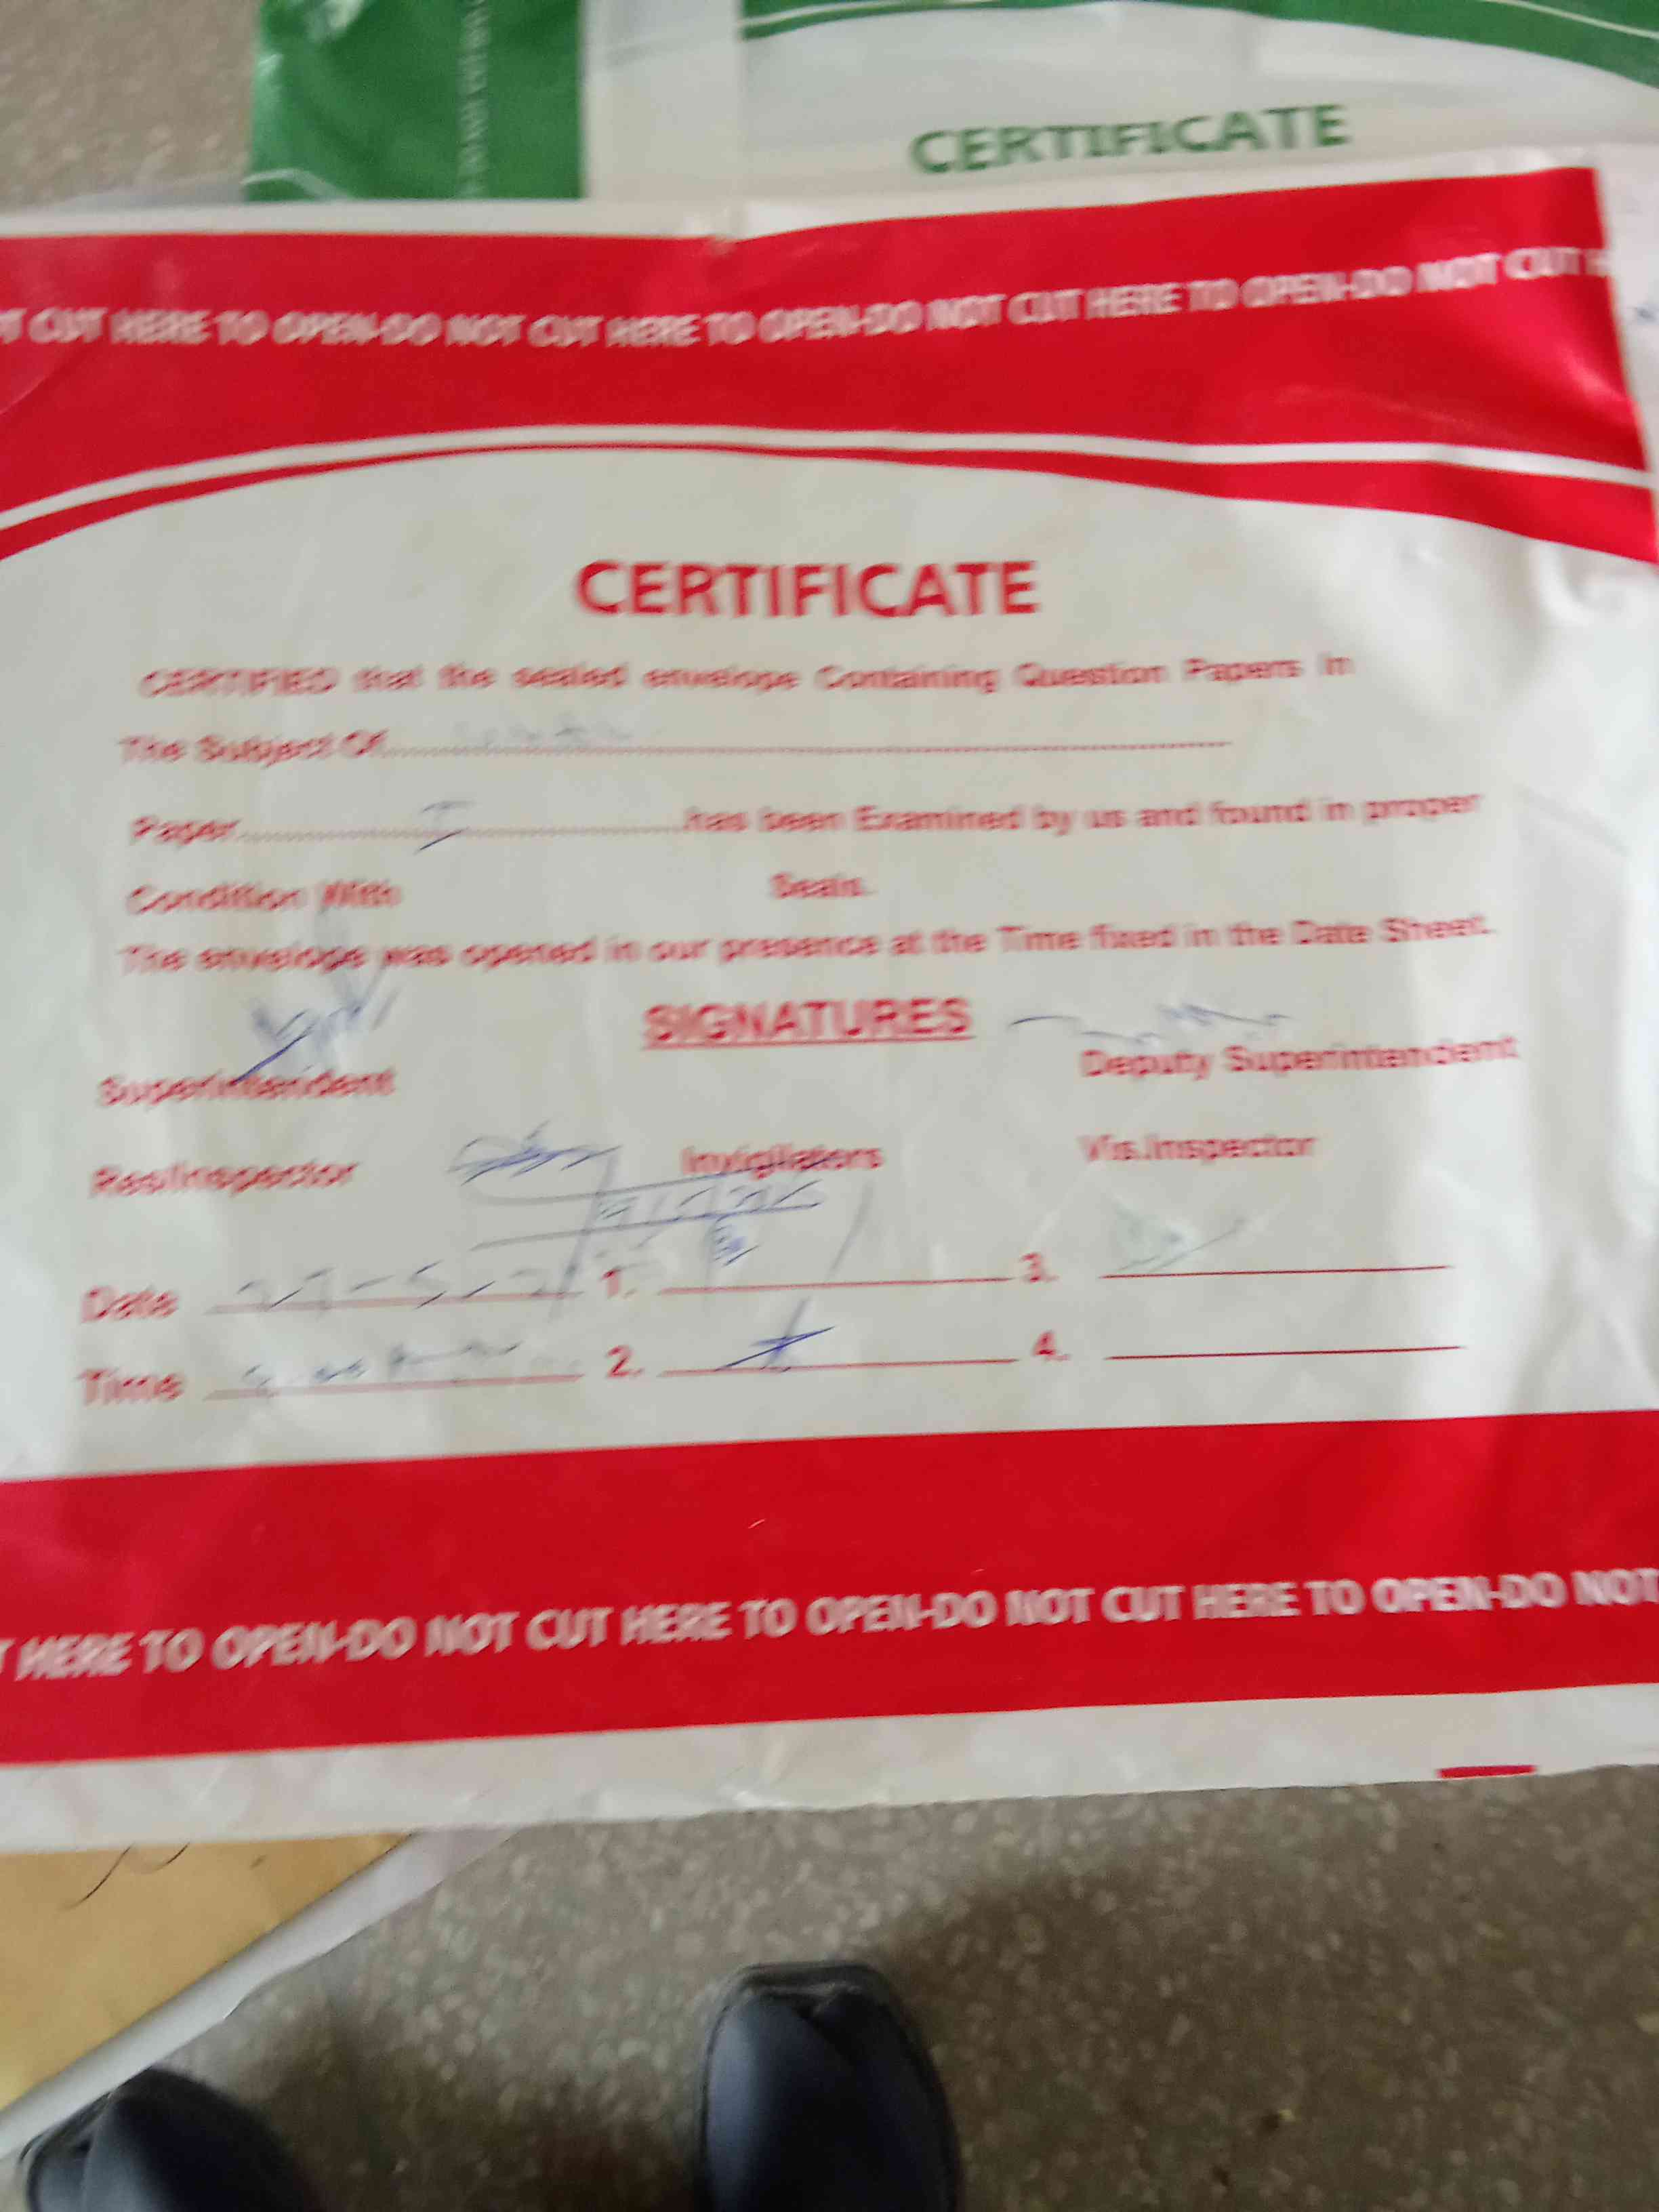 CERTIFICATE
T CUT HERE TO OPEN-DO NOT CUT HERE TO OPEN-DO NOT CUT HERE TO OPEN-DO NOT CUT
CERTIFICATE
CERTIFIED that the sealed envelope Containing Question Papers in
The Subject Of
Paper I has been Examined by us and found in proper
Condition With Seals.
The envelope was opened in our presence at the Time fixed in the Date Sheet.
SIGNATURES
Superintendent Deputy Superintendemt
Res/Inspector Invigilators Vis.Inspector
Date 1. 3.
Time 2. 4.
T HERE TO OPEN-DO NOT CUT HERE TO OPEN-DO NOT CUT HERE TO OPEN-DO NOT